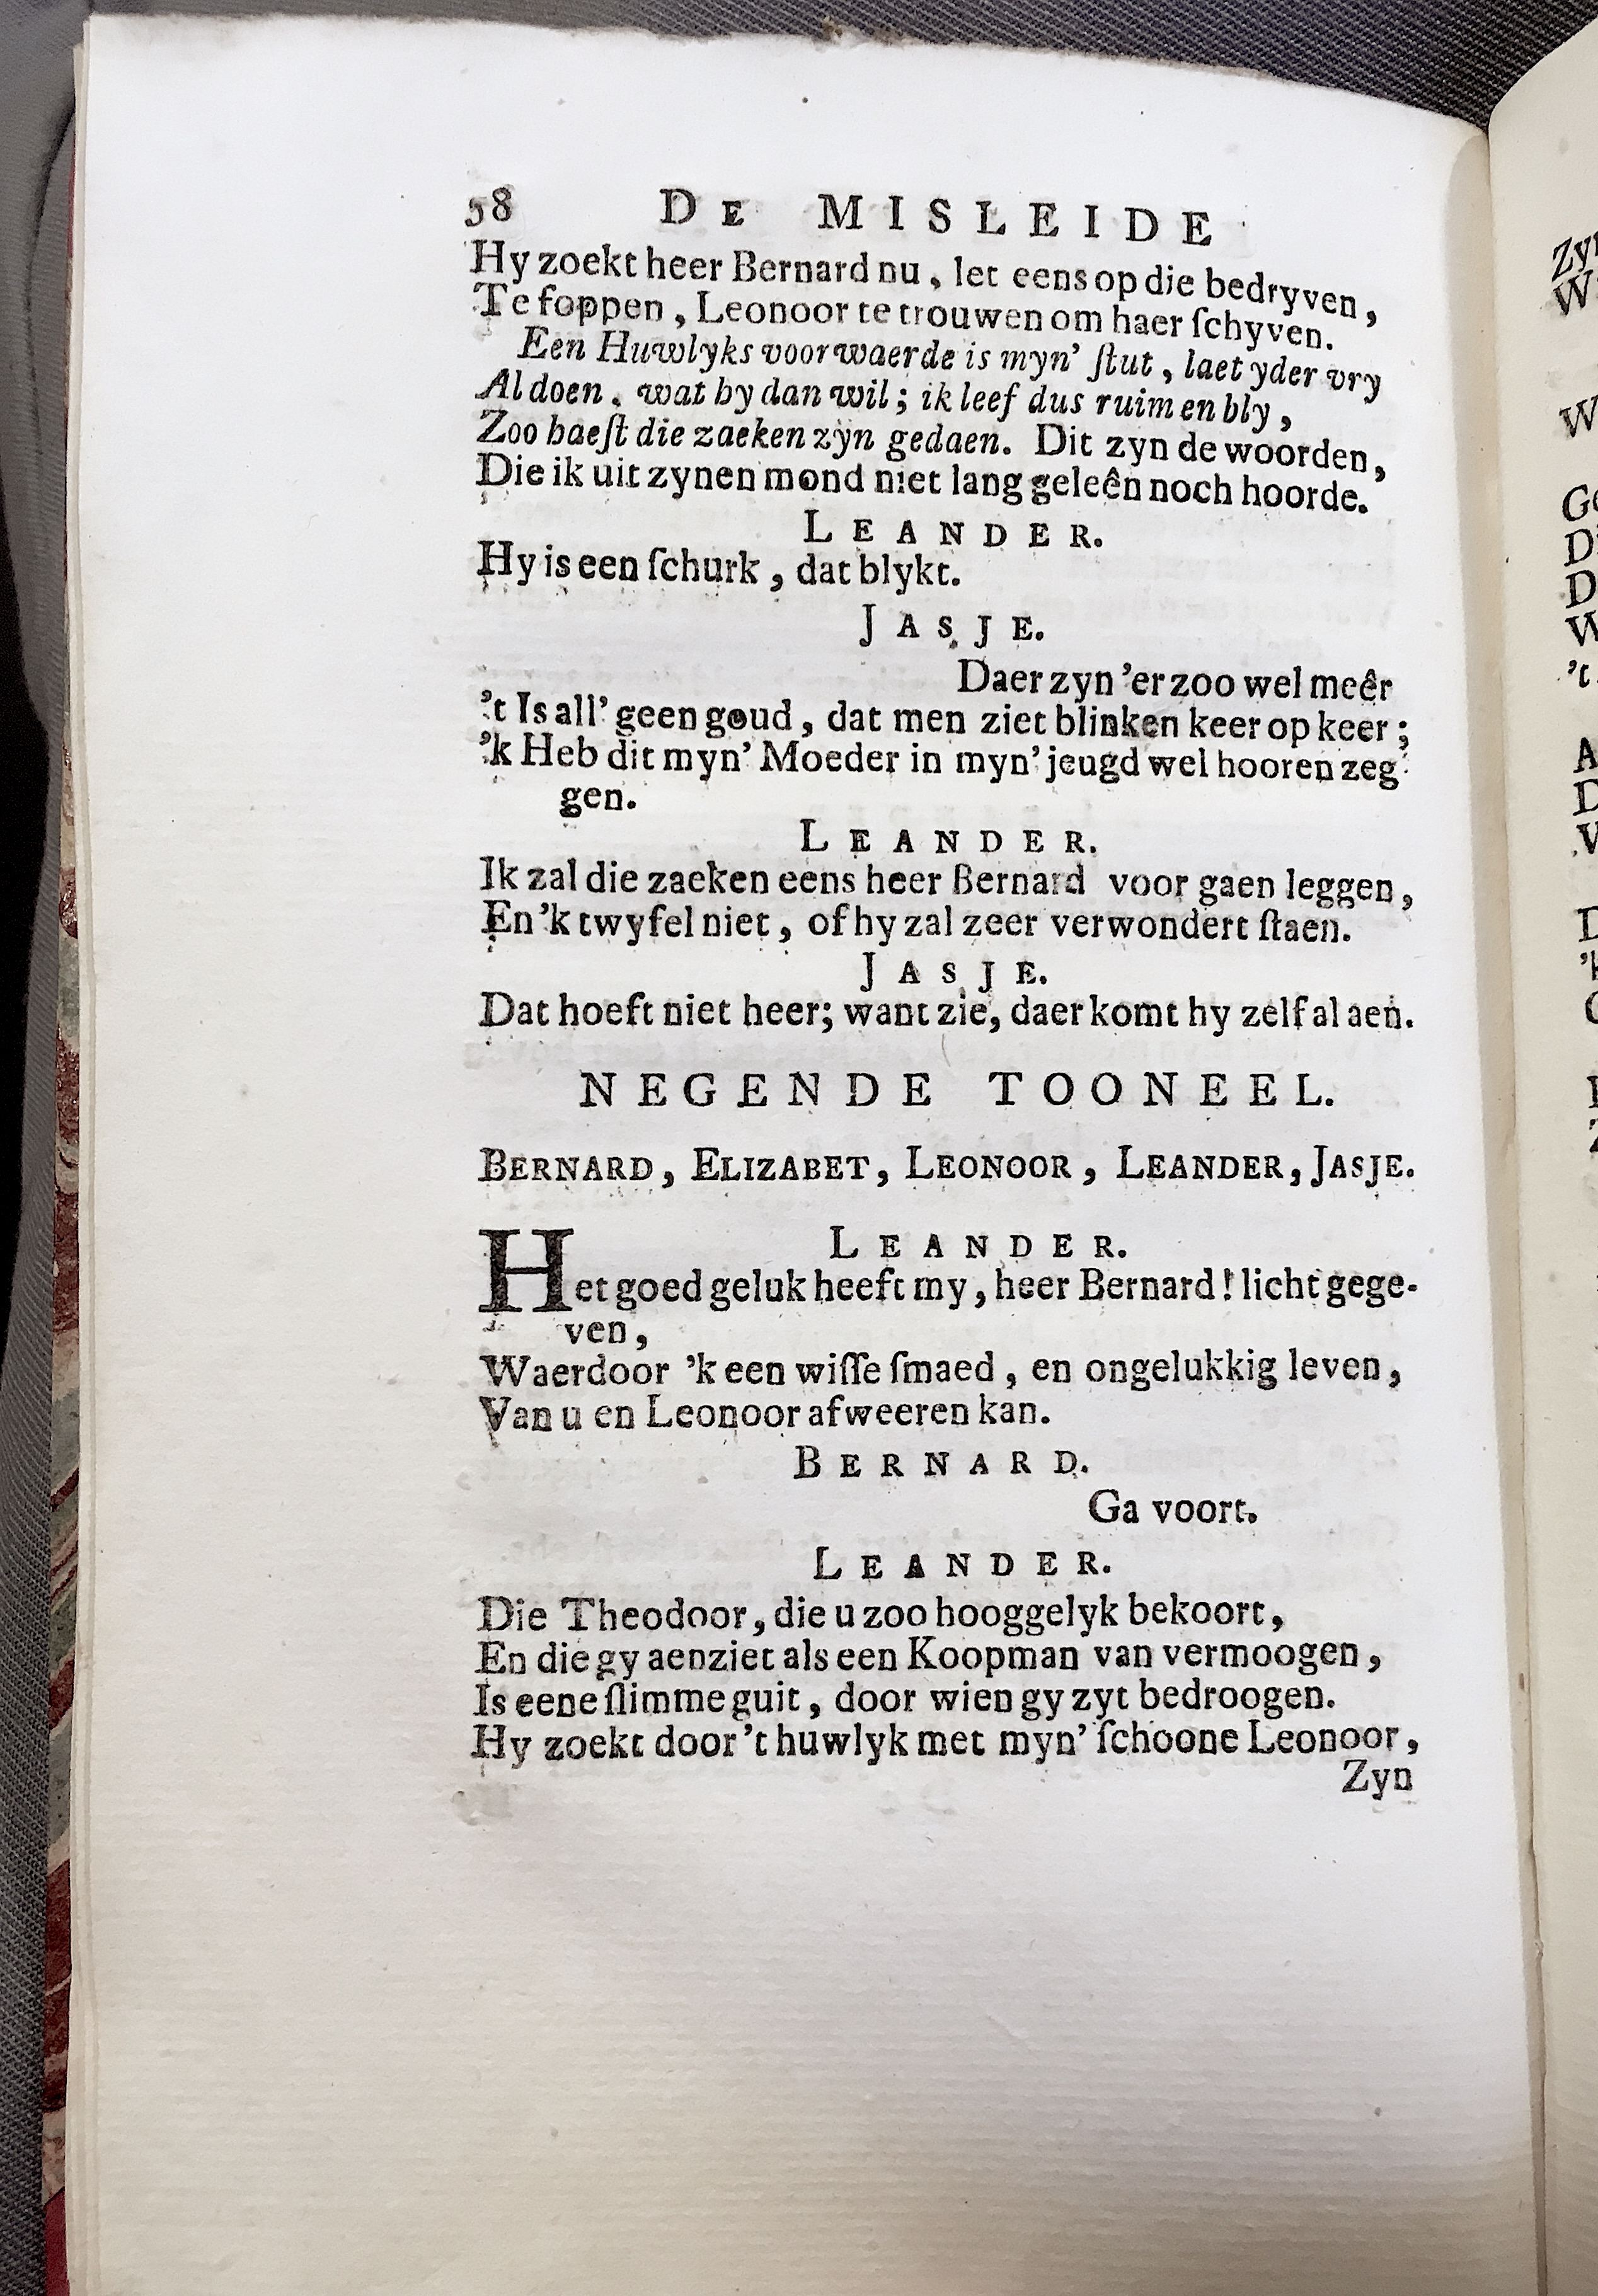 58 DE MISLEIDE
Hy zoekt heer Bernard nu, let eens op die bedryven,
Te foppen, Leonoor te trouwen om haer ſchyven.
Een Huwlyks voorwaerde is myn' ſtut, laet yder vry
Al doen, wat hy dan wil; ik leef dus ruim en bly,
Zoo haeſt die zaeken zyn gedaen. Dit zyn de woorden,
Die ik uit zynen mond niet lang geleên noch hoorde.
LEANDER.
Hy is een ſchurk, dat blykt.
JASJE.
Daer zyn 'er zoo wel meêr
't Is all' geen goud, dat men ziet blinken keer op keer;
'k Heb dit myn' Moeder in myn' jeugd wel hooren zeg-
gen.
LEANDER.
Ik zal die zaeken eens heer Bernard voor gaen leggen,
En 'k twyfel niet, of hy zal zeer verwondert ſtaen.
JASJE.
Dat hoeft niet heer; want zie, daer komt hy zelf al aen.
NEGENDE TOONEEL.
BERNARD, ELIZABET, LEONOOR, LEANDER, JASJE.
LEANDER.
Het goed geluk heeft my, heer Bernard! licht gege-
ven,
Waerdoor 'k een wiſſe ſmaed, en ongelukkig leven,
Van u en Leonoor afweeren kan.
BERNARD.
Ga voort.
LEANDER.
Die Theodoor, die u zoo hooggelyk bekoort,
En die gy aenziet als een Koopman van vermoogen,
Is eene ſlimme guit, door wien gy zyt bedroogen.
Hy zoekt door 't huwlyk met myn' ſchoone Leonoor,
Zyn